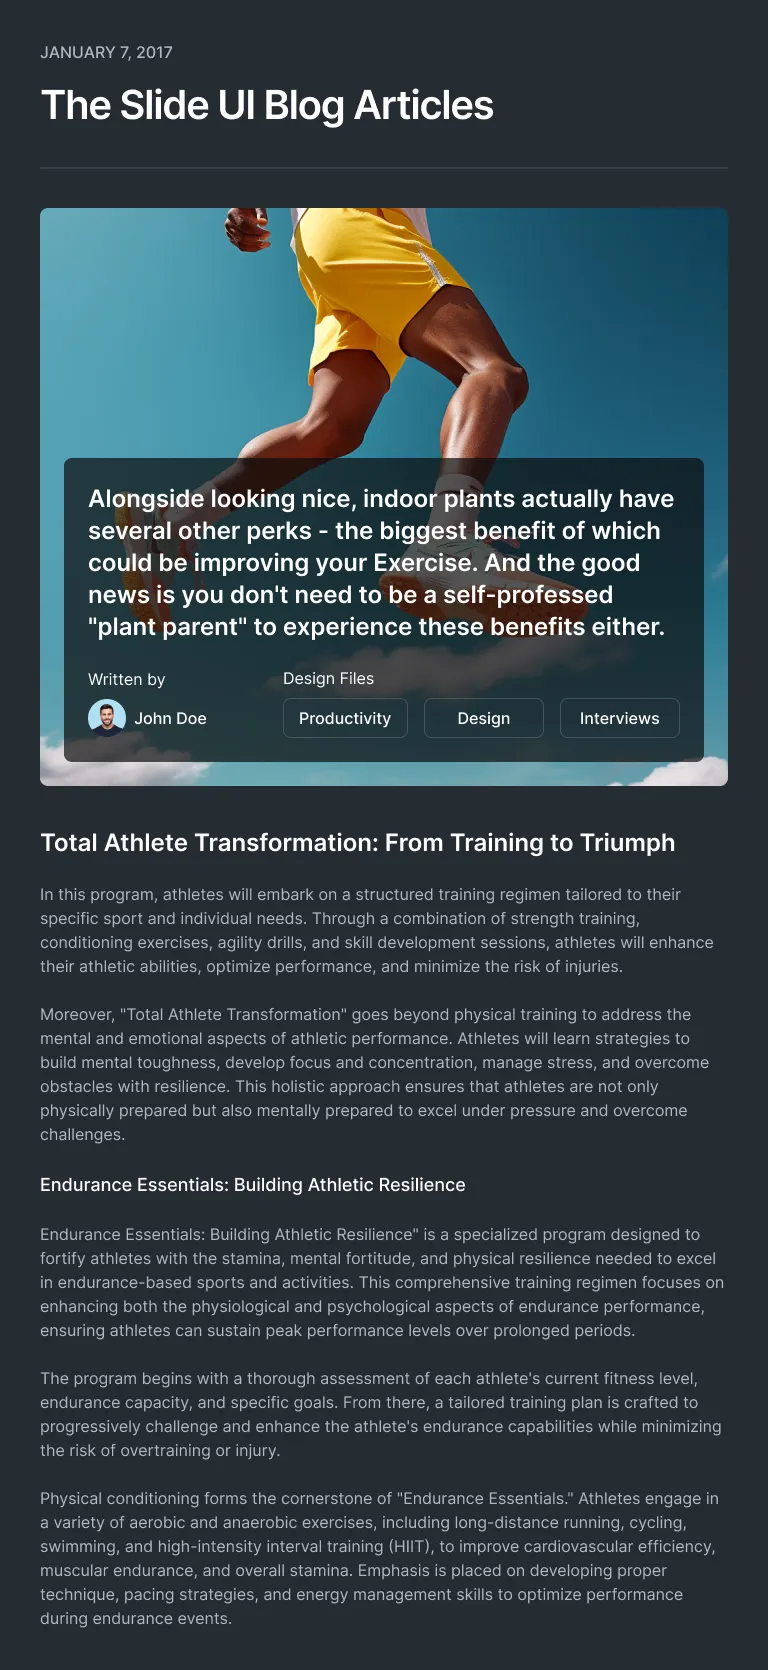 JANUARY 7, 2017
The Slide UI Blog Articles
Alongside looking nice, indoor plants actually have
several other perks - the biggest benefit of which
could be improving your Exercise. And the good
news is you don't need to be a self-professed
"plant parent" to experience these benefits either.
Written by
Design Files
John Doe
Productivity
Design
Interviews
Total Athlete Transformation: From Training to Triumph
In this program, athletes will embark on a structured training regimen tailored to their
specific sport and individual needs. Through a combination of strength training,
conditioning exercises, agility drills, and skill development sessions, athletes will enhance
their athletic abilities, optimize performance, and minimize the risk of injuries.
Moreover, "Total Athlete Transformation" goes beyond physical training to address the
mental and emotional aspects of athletic performance. Athletes will learn strategies to
build mental toughness, develop focus and concentration, manage stress, and overcome
obstacles with resilience. This holistic approach ensures that athletes are not only
physically prepared but also mentally prepared to excel under pressure and overcome
challenges.
Endurance Essentials: Building Athletic Resilience
Endurance Essentials: Building Athletic Resilience" is a specialized program designed to
fortify athletes with the stamina, mental fortitude, and physical resilience needed to excel
in endurance-based sports and activities. This comprehensive training regimen focuses on
enhancing both the physiological and psychological aspects of endurance performance,
ensuring athletes can sustain peak performance levels over prolonged periods.
The program begins with a thorough assessment of each athlete's current fitness level,
endurance capacity, and specific goals. From there, a tailored training plan is crafted to
progressively challenge and enhance the athlete's endurance capabilities while minimizing
the risk of overtraining or injury.
Physical conditioning forms the cornerstone of "Endurance Essentials." Athletes engage in
a variety of aerobic and anaerobic exercises, including long-distance running, cycling,
swimming, and high-intensity interval training (HIIT), to improve cardiovascular efficiency,
muscular endurance, and overall stamina. Emphasis is placed on developing proper
technique, pacing strategies, and energy management skills to optimize performance
during endurance events.